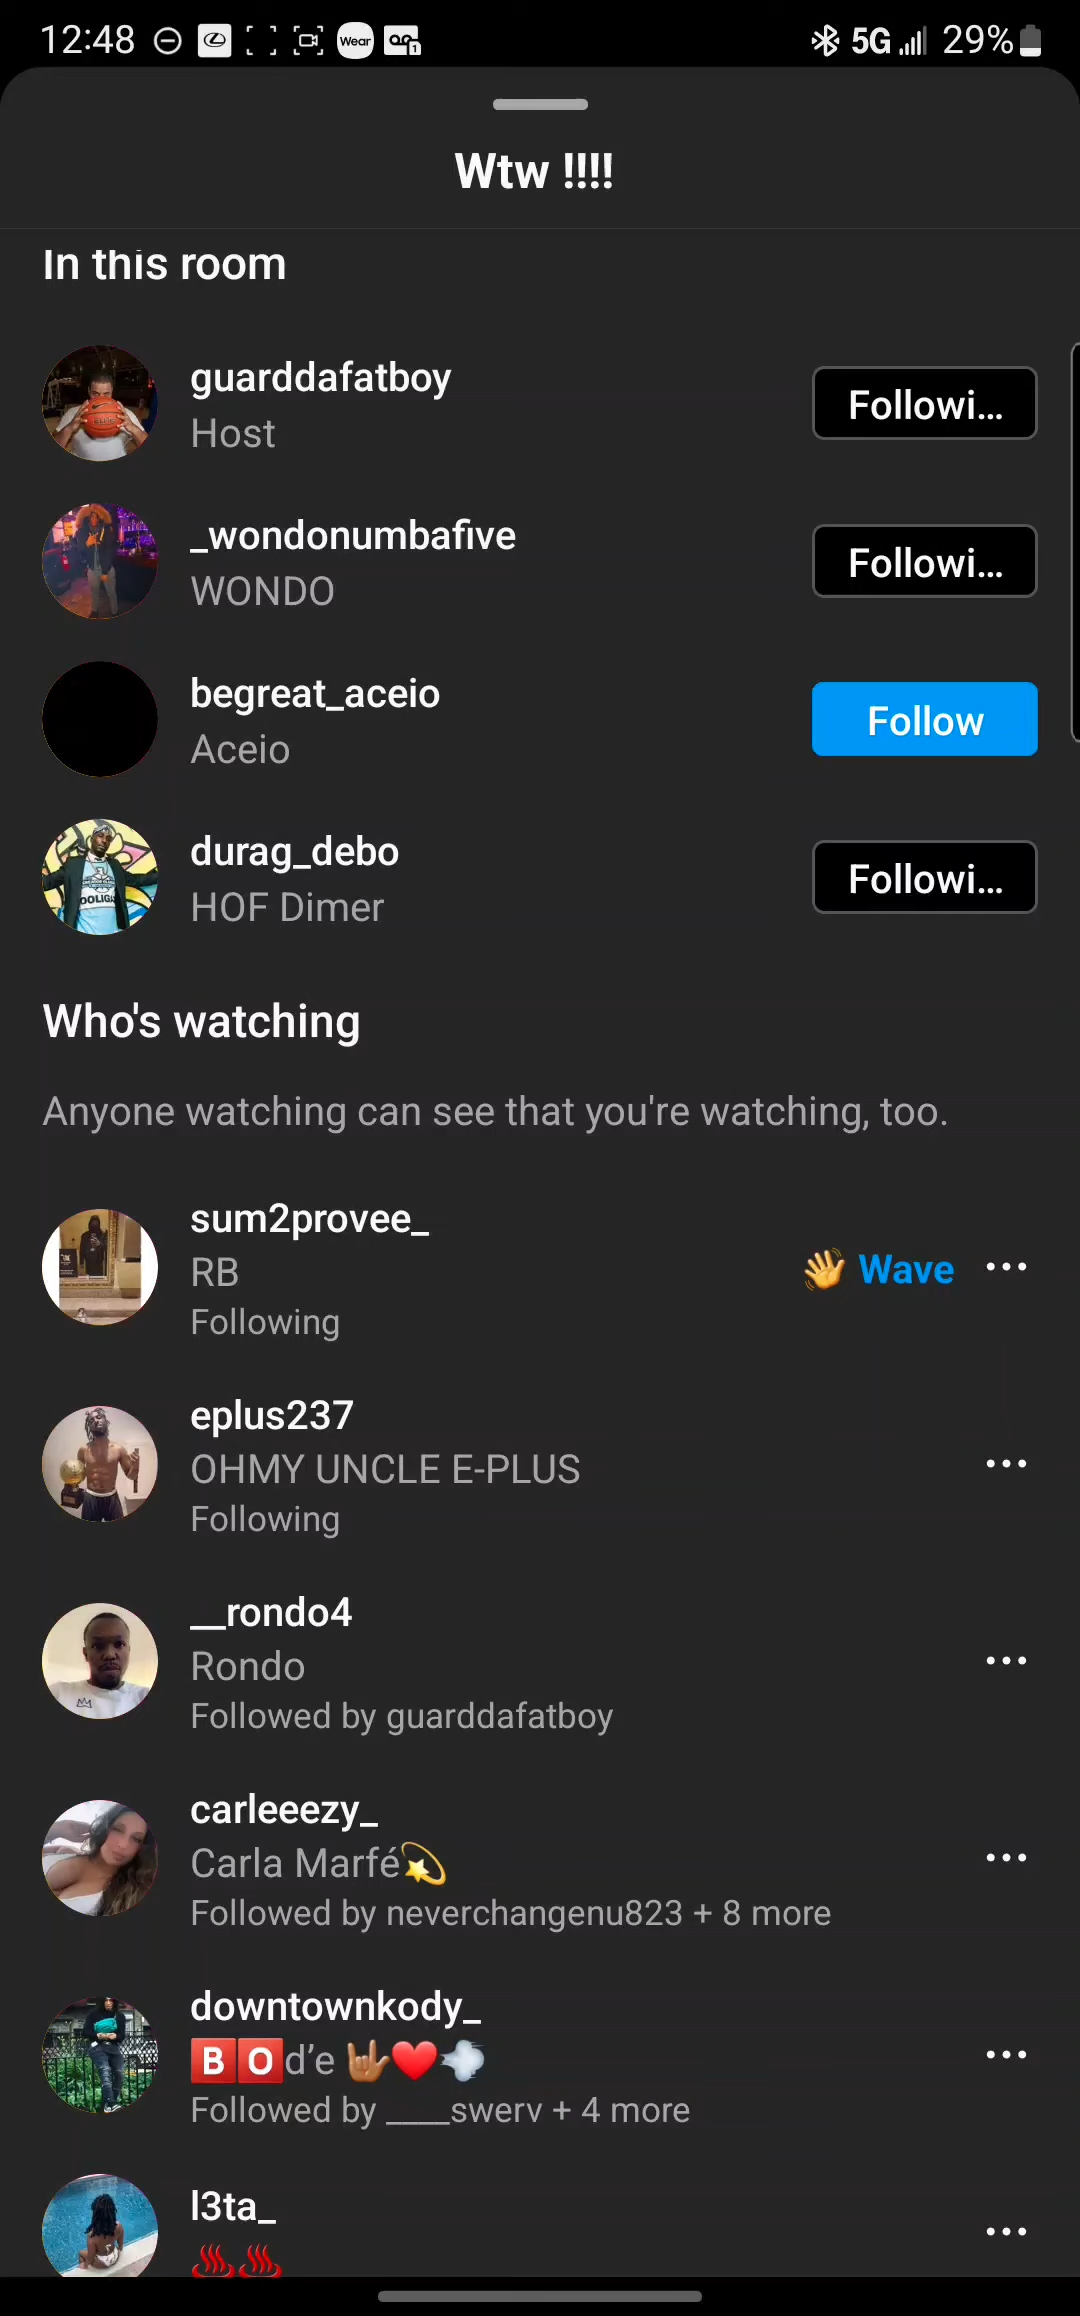 12:48 Wear 1 5G 29%
Wtw !!!!
In this room
guarddafatboy
Host
Followi...
_wondonumbafive
WONDO
Followi...
begreat_aceio
Aceio
Follow
durag_debo
HOF Dimer
Followi...
Who's watching
Anyone watching can see that you're watching, too.
sum2provee_
RB
Following
👋 Wave
eplus237
OHMY UNCLE E-PLUS
Following
__rondo4
Rondo
Followed by guarddafatboy
carleeezy_
Carla Marfé💫
Followed by neverchangenu823 + 8 more
downtownkody_
🅱️🅾️d’e 🤟🏾❤️💨
Followed by ____swerv + 4 more
l3ta_
♨️♨️